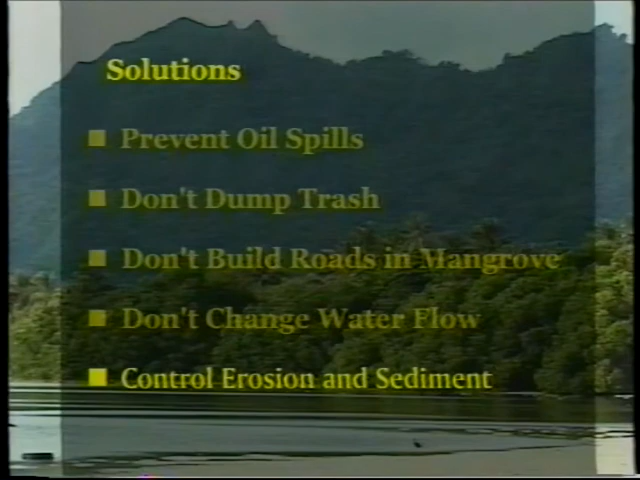 Solutions
Prevent Oil Spills
Don't Dump Trash
Don't Build Roads in Mangrove
Don't Change Water Flow
Control Erosion and Sediment